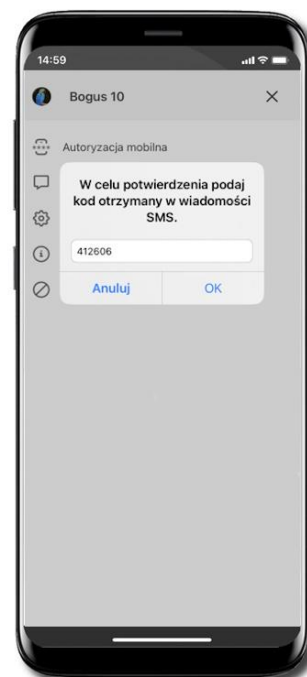 14:59
Bogus 10
Autoryzacja mobilna
W celu potwierdzenia podaj
kod otrzymany w wiadomości
SMS.
412606
Anuluj
OK